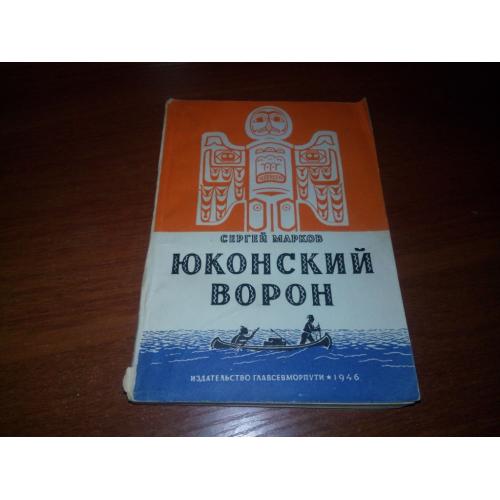 СЕРГЕЙ МАРКОВ
ЮКОНСКИЙ
ВОРОН
ИЗДАТЕЛЬСТВО ГЛАВСЕВМОРПУТИ ★ 1946